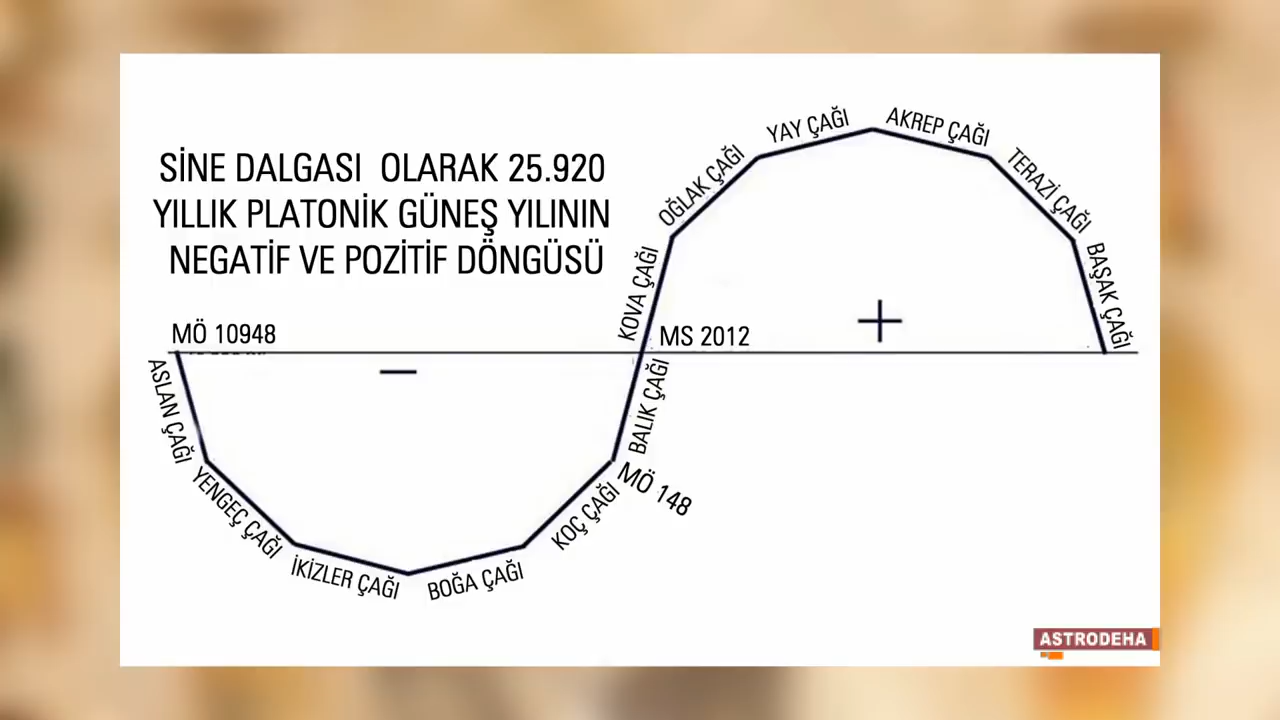 SİNE DALGASI OLARAK 25.920
YILLIK PLATONİK GÜNEŞ YILININ
NEGATİF VE POZİTİF DÖNGÜSÜ
MÖ 10948
ASLAN ÇAĞI
YENGEÇ ÇAĞI
İKİZLER ÇAĞI
BOĞA ÇAĞI
KOÇ ÇAĞI
MÖ 148
BALIK ÇAĞI
MS 2012
KOVA ÇAĞI
OĞLAK ÇAĞI
YAY ÇAĞI
AKREP ÇAĞI
TERAZİ ÇAĞI
BAŞAK ÇAĞI
−
+
ASTRODEHA